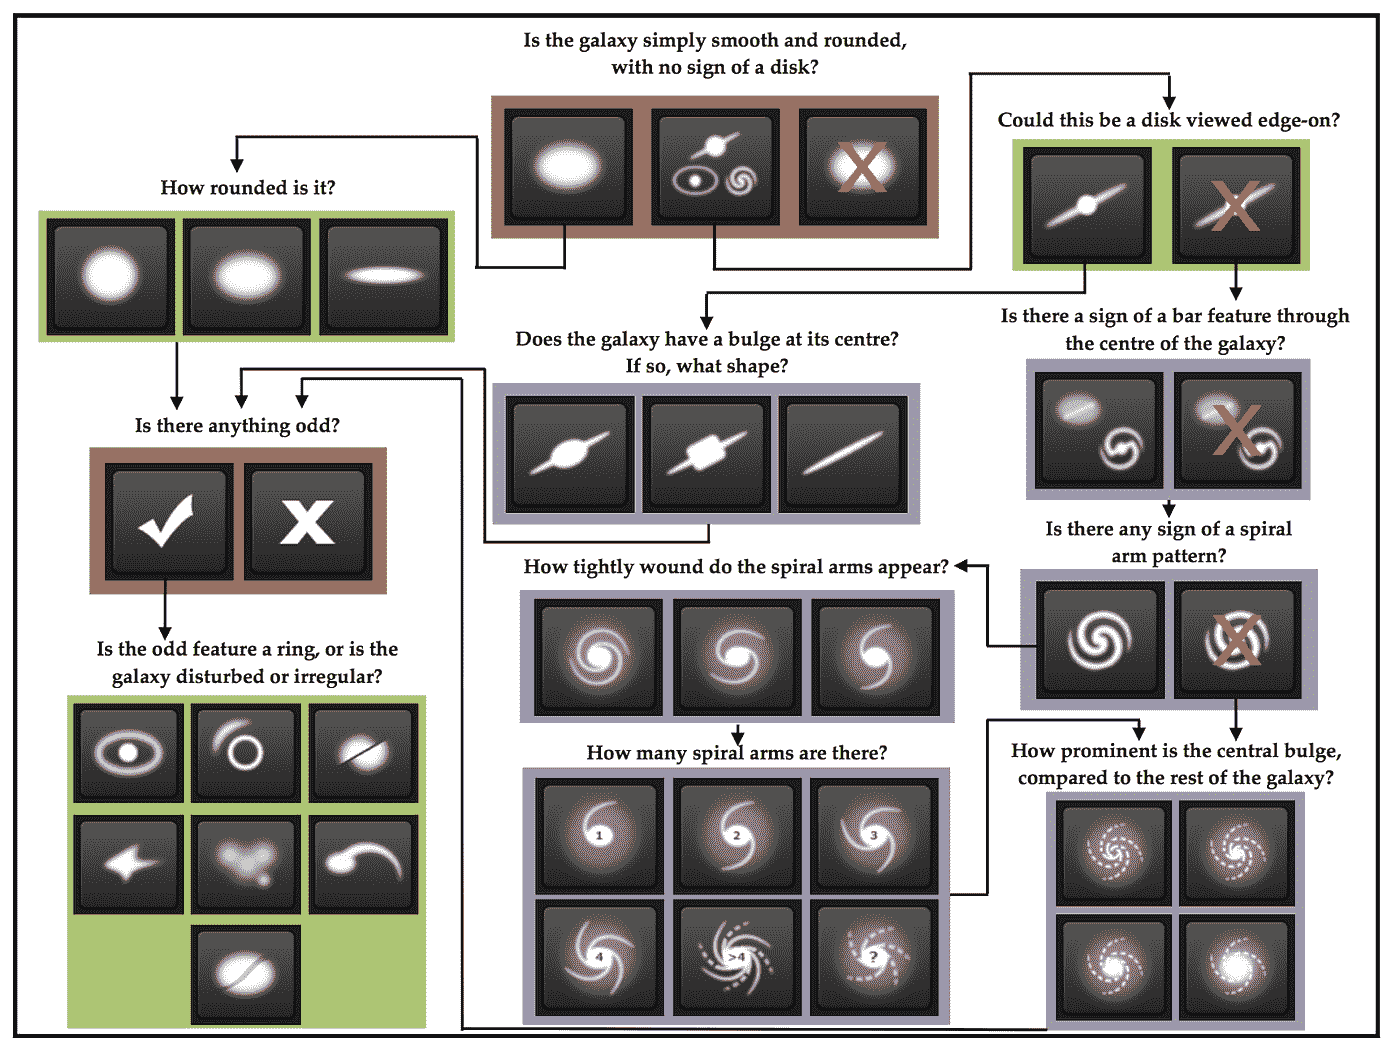 Is the galaxy simply smooth and rounded,
with no sign of a disk?
Could this be a disk viewed edge-on?
How rounded is it?
Does the galaxy have a bulge at its centre?
If so, what shape?
Is there a sign of a bar feature through
the centre of the galaxy?
Is there anything odd?
Is there any sign of a spiral
arm pattern?
How tightly wound do the spiral arms appear?
Is the odd feature a ring, or is the
galaxy disturbed or irregular?
How many spiral arms are there?
1
2
3
4
>4
?
How prominent is the central bulge,
compared to the rest of the galaxy?